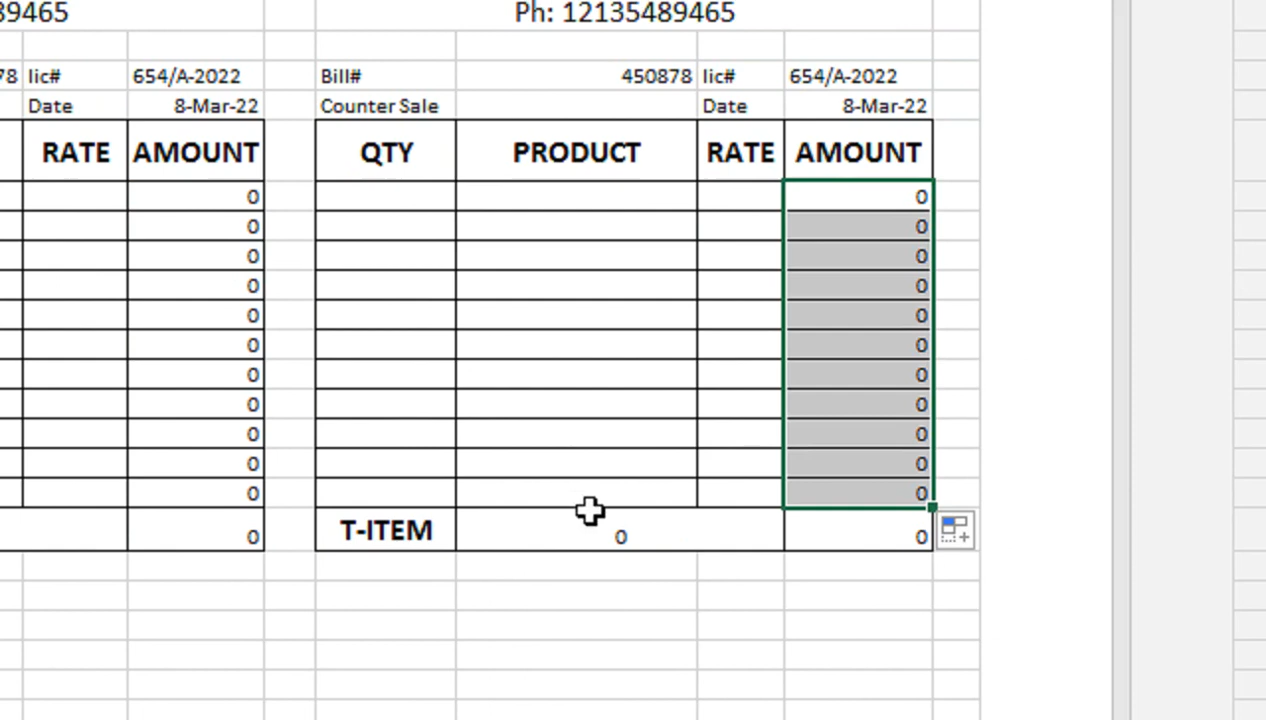 89465 Ph: 12135489465
78 lic# 654/A-2022 Bill# 450878 lic# 654/A-2022
Date 8-Mar-22 Counter Sale Date 8-Mar-22
RATE AMOUNT QTY PRODUCT RATE AMOUNT
0 0
0 0
0 0
0 0
0 0
0 0
0 0
0 0
0 0
0 0
0 0
0 T-ITEM 0 0